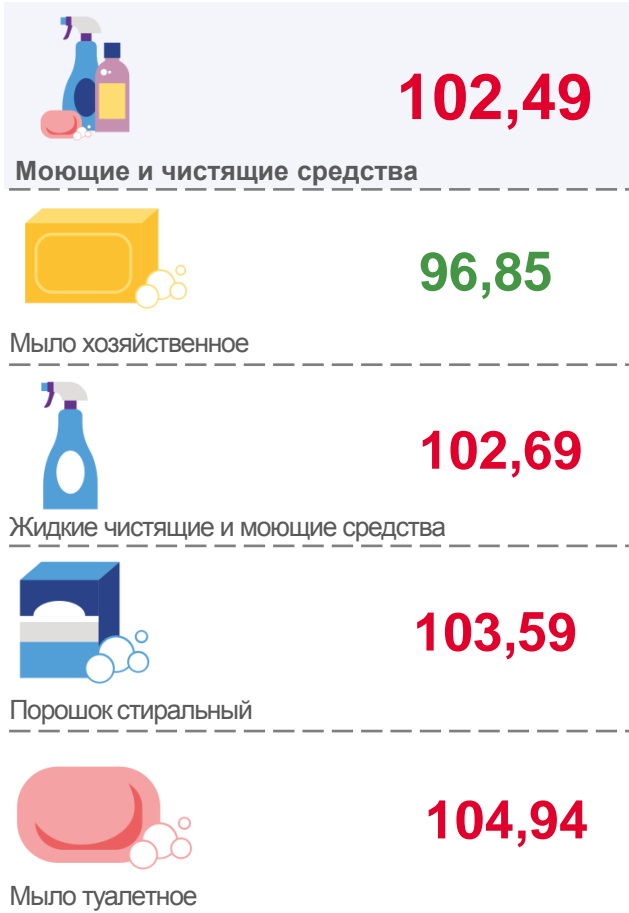 102,49
Моющие и чистящие средства
96,85
Мыло хозяйственное
102,69
Жидкие чистящие и моющие средства
103,59
Порошок стиральный
104,94
Мыло туалетное